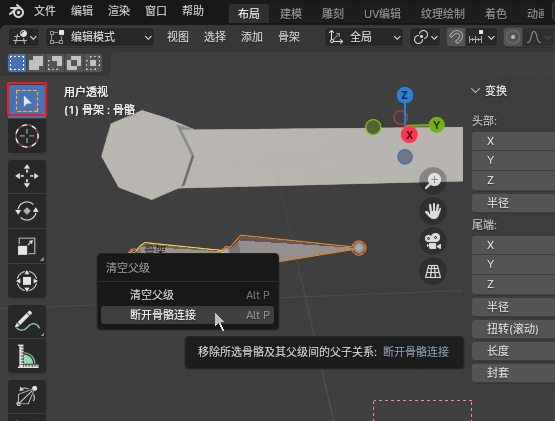 文件 编辑 渲染 窗口 帮助 布局 建模 雕刻 UV编辑 纹理绘制 着色
编辑模式 视图 选择 添加 骨架 全局
用户透视
(1) 骨架 : 骨骼
Z
Y
X
变换
头部:
X
Y
Z
半径
尾端:
X
Y
Z
半径
扭转(滚动)
长度
封套
清空父级
清空父级 Alt P
断开骨骼连接 Alt P
移除所选骨骼及其父级间的父子关系: 断开骨骼连接